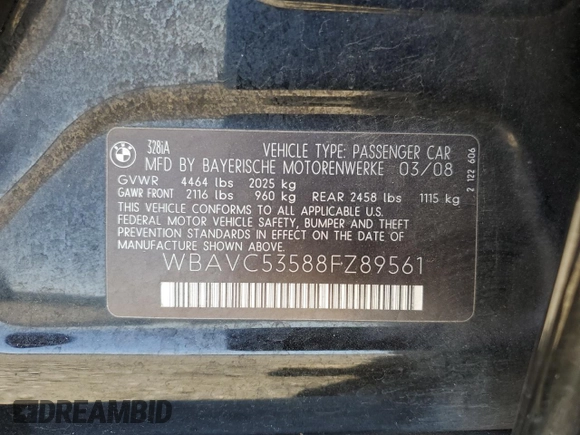 BMW
328iA
VEHICLE TYPE: PASSENGER CAR
MFD BY BAYERISCHE MOTORENWERKE 03/08
GVWR 4464 lbs 2025 kg
GAWR FRONT 2116 lbs 960 kg REAR 2458 lbs 1115 kg
THIS VEHICLE CONFORMS TO ALL APPLICABLE U.S.
FEDERAL MOTOR VEHICLE SAFETY, BUMPER AND THEFT
PREVENTION STANDARDS IN EFFECT ON THE DATE OF
MANUFACTURE SHOWN ABOVE.
WBAVC53588FZ89561
2 122 606
DREAMBID